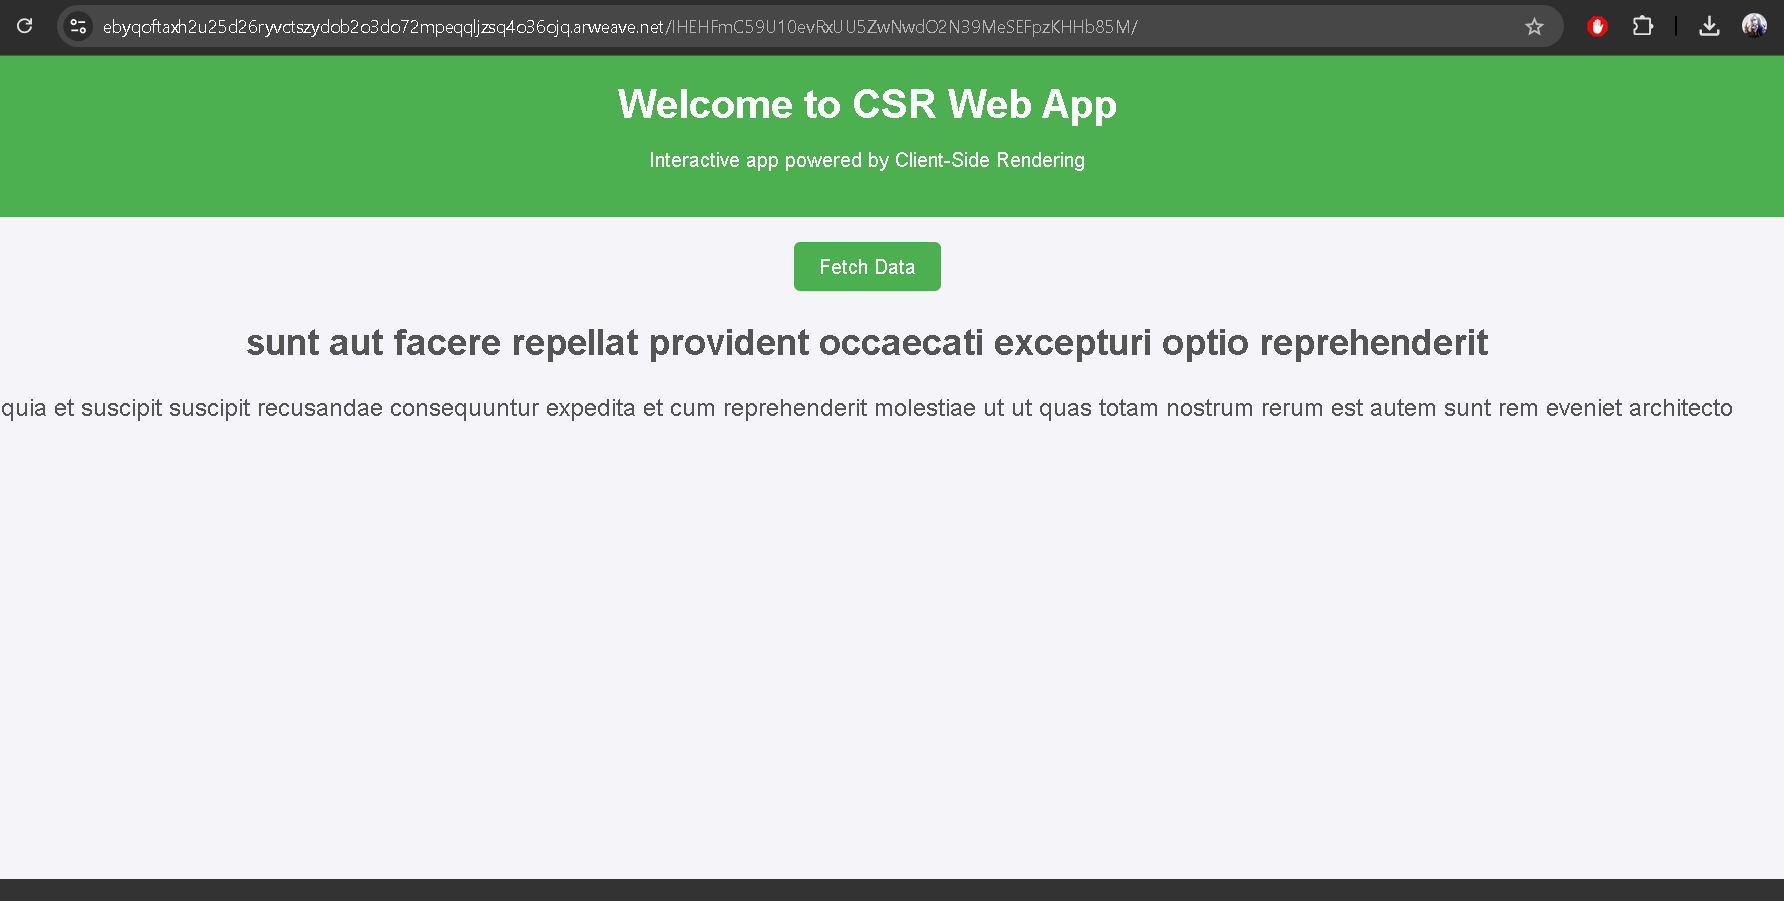 ebyqoftaxh2u25d26ryvctszydob2o3do72mpeqqljzsq4o36ojq.arweave.net/IHEHFmC59U10evRxUU5ZwNwdO2N39MeSEFpzKHHb85M/
Welcome to CSR Web App
Interactive app powered by Client-Side Rendering
Fetch Data
sunt aut facere repellat provident occaecati excepturi optio reprehenderit
quia et suscipit suscipit recusandae consequuntur expedita et cum reprehenderit molestiae ut ut quas totam nostrum rerum est autem sunt rem eveniet architecto